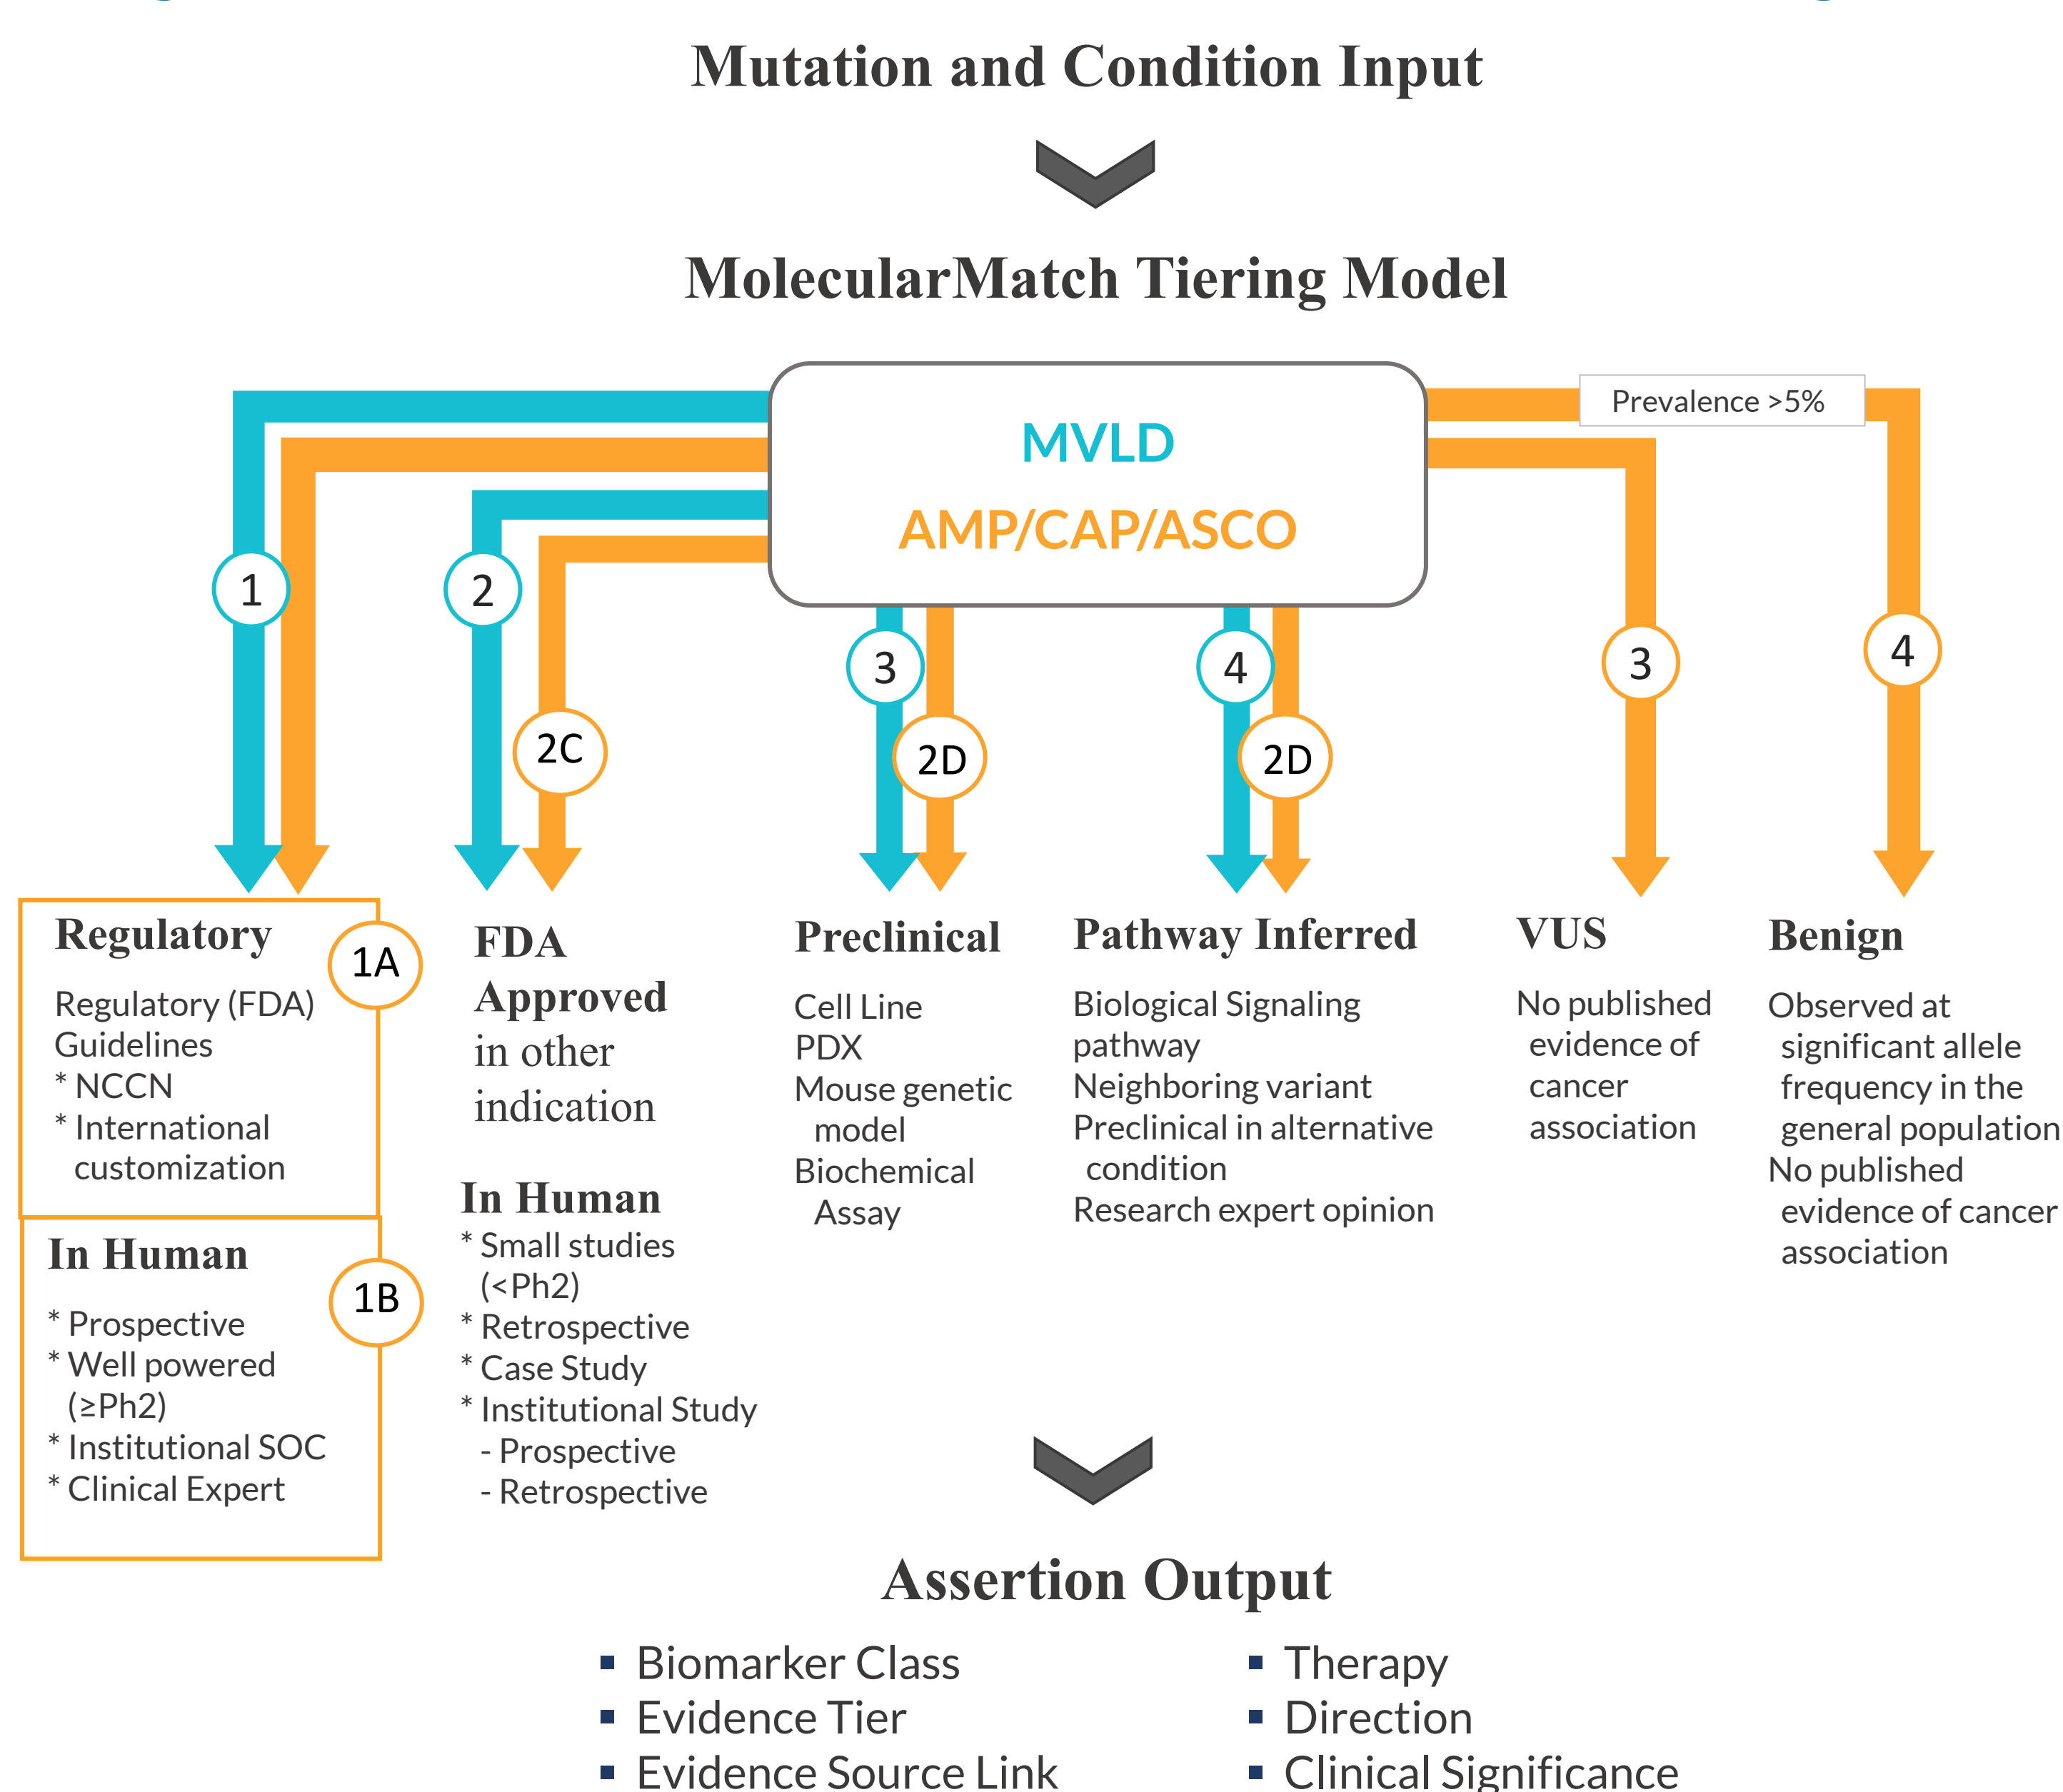 Mutation and Condition Input
MolecularMatch Tiering Model
MVLD
AMP/CAP/ASCO
Prevalence >5%
1
2
2C
3
2D
4
2D
3
4
Regulatory
1A
Regulatory (FDA)
Guidelines
* NCCN
* International
customization
In Human
1B
* Prospective
* Well powered
(≥Ph2)
* Institutional SOC
* Clinical Expert
FDA
Approved
in other
indication
In Human
* Small studies
(<Ph2)
* Retrospective
* Case Study
* Institutional Study
- Prospective
- Retrospective
Preclinical
Cell Line
PDX
Mouse genetic
model
Biochemical
Assay
Pathway Inferred
Biological Signaling
pathway
Neighboring variant
Preclinical in alternative
condition
Research expert opinion
VUS
No published
evidence of
cancer
association
Benign
Observed at
significant allele
frequency in the
general population
No published
evidence of cancer
association
Assertion Output
▪ Biomarker Class
▪ Evidence Tier
▪ Evidence Source Link
▪ Therapy
▪ Direction
▪ Clinical Significance